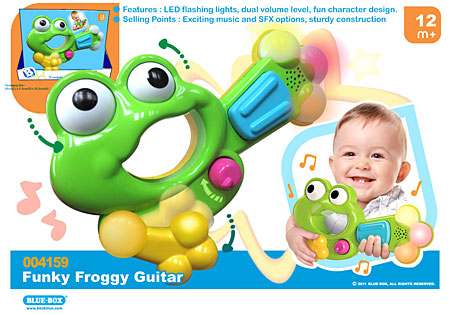 Features : LED flashing lights, dual volume level, fun character design.
Selling Points : Exciting music and SFX options, sturdy construction
12
m+
004159
Funky Froggy Guitar
BLUE-BOX
© 2011 BLUE-BOX, ALL RIGHTS RESERVED.